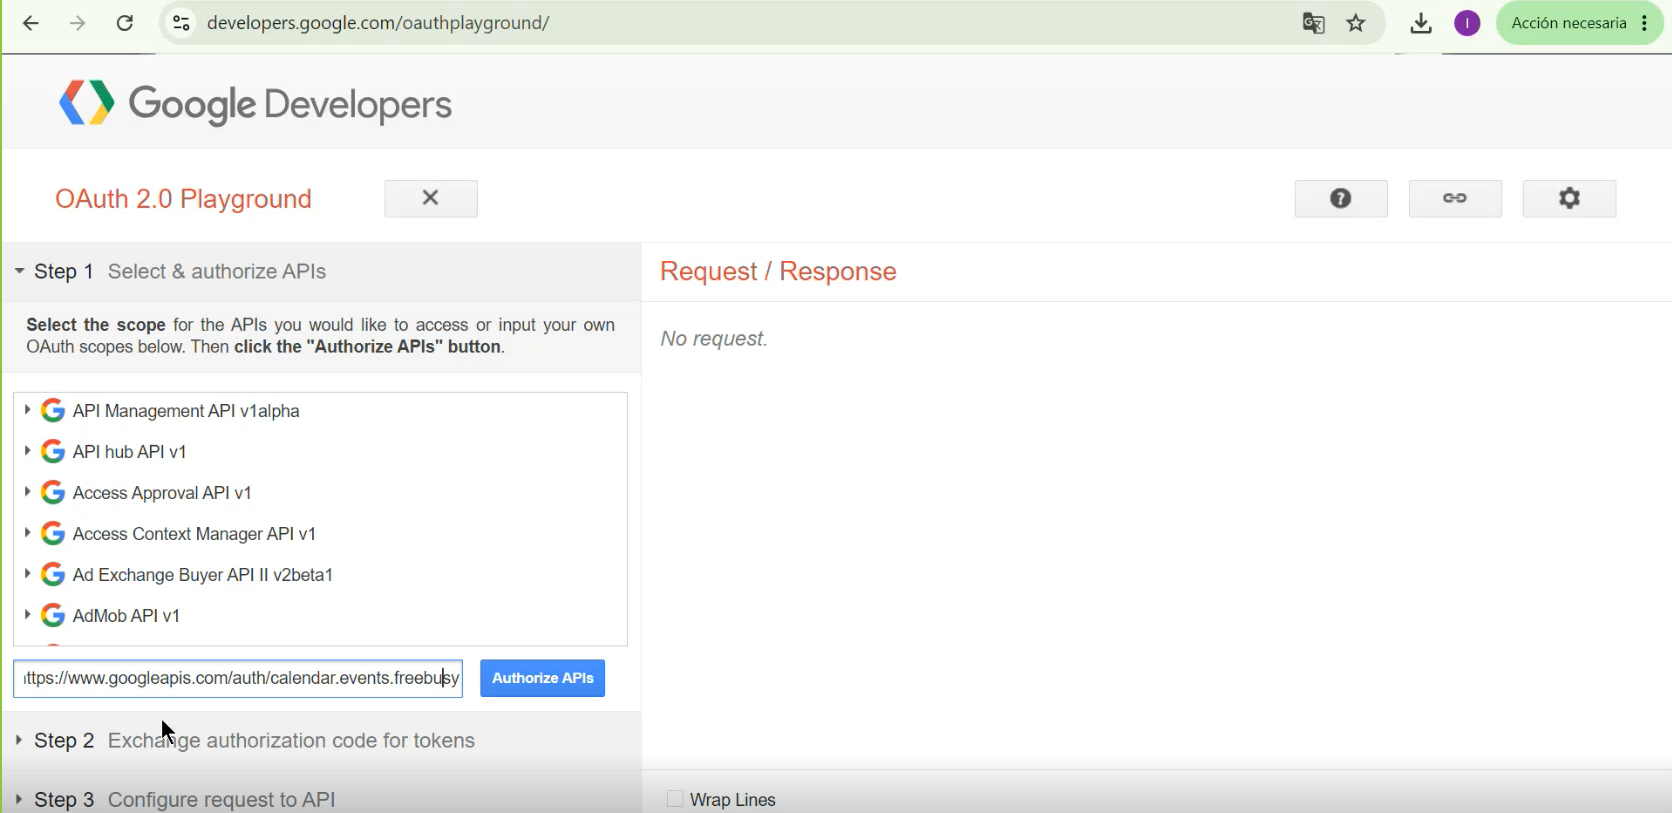 developers.google.com/oauthplayground/
I
Acción necesaria
Google Developers
OAuth 2.0 Playground
Step 1 Select & authorize APIs
Select the scope for the APIs you would like to access or input your own
OAuth scopes below. Then click the "Authorize APIs" button.
API Management API v1alpha
API hub API v1
Access Approval API v1
Access Context Manager API v1
Ad Exchange Buyer API II v2beta1
AdMob API v1
ttps://www.googleapis.com/auth/calendar.events.freebusy
Authorize APIs
Step 2 Exchange authorization code for tokens
Step 3 Configure request to API
Request / Response
No request.
Wrap Lines